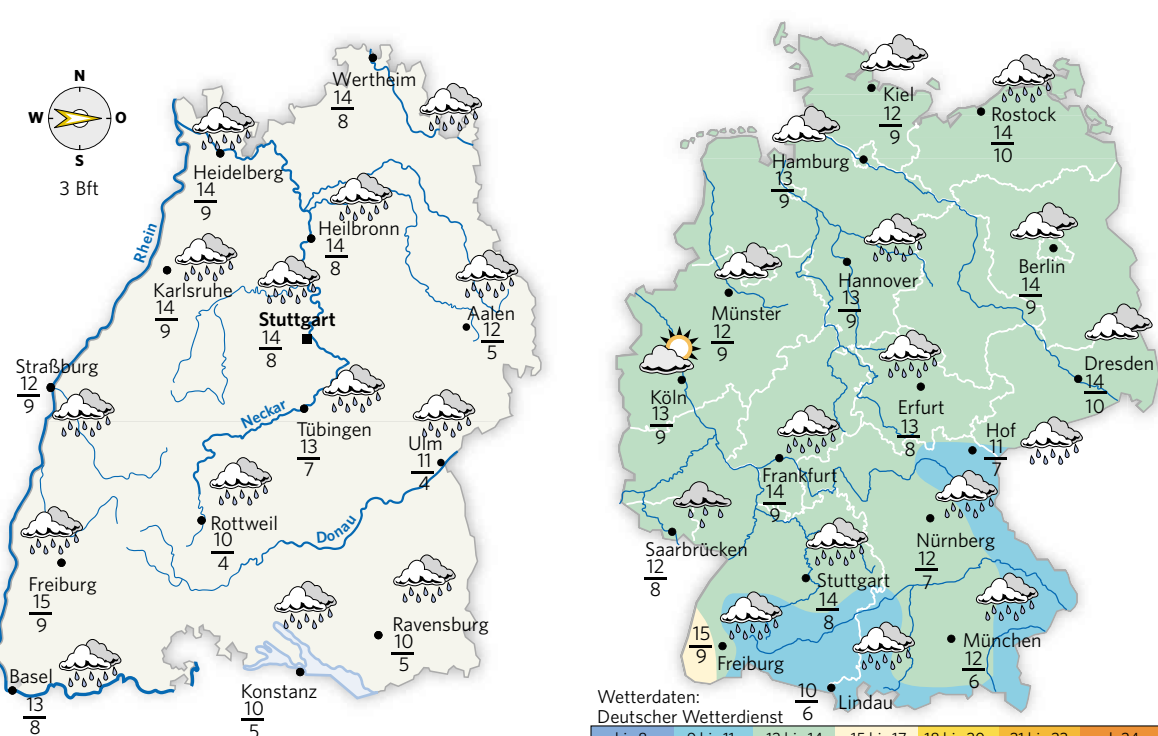 N
W O
S
3 Bft
Wertheim
14
8
Heidelberg
14
9
Rhein
Heilbronn
14
8
Karlsruhe
14
9
Stuttgart
14
8
Aalen
12
5
Straßburg
12
9
Neckar
Tübingen
13
7
Ulm
11
4
Rottweil
10
4
Donau
Freiburg
15
9
Ravensburg
10
5
Konstanz
10
5
Basel
13
8
Kiel
12
9
Rostock
14
10
Hamburg
13
9
Hannover
13
9
Berlin
14
9
Münster
12
9
Köln
13
9
Dresden
14
10
Erfurt
13
8
Hof
11
7
Frankfurt
14
9
Saarbrücken
12
8
Nürnberg
12
7
Stuttgart
14
8
15
9
Freiburg
München
12
6
10
6
Lindau
Wetterdaten:
Deutscher Wetterdienst